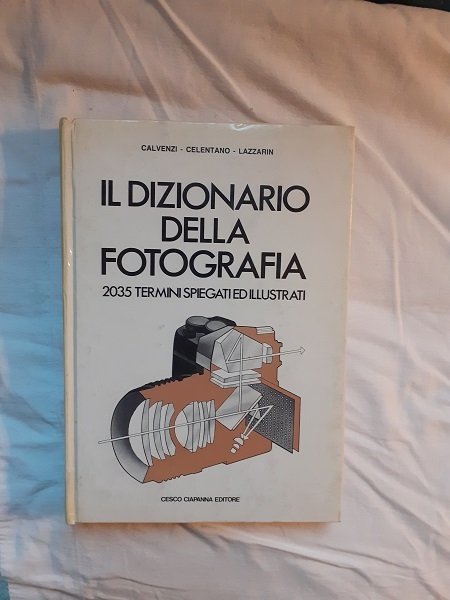 CALVENZI - CELENTANO - LAZZARIN
IL DIZIONARIO
DELLA
FOTOGRAFIA
2035 TERMINI SPIEGATI ED ILLUSTRATI
CESCO CIAPANNA EDITORE